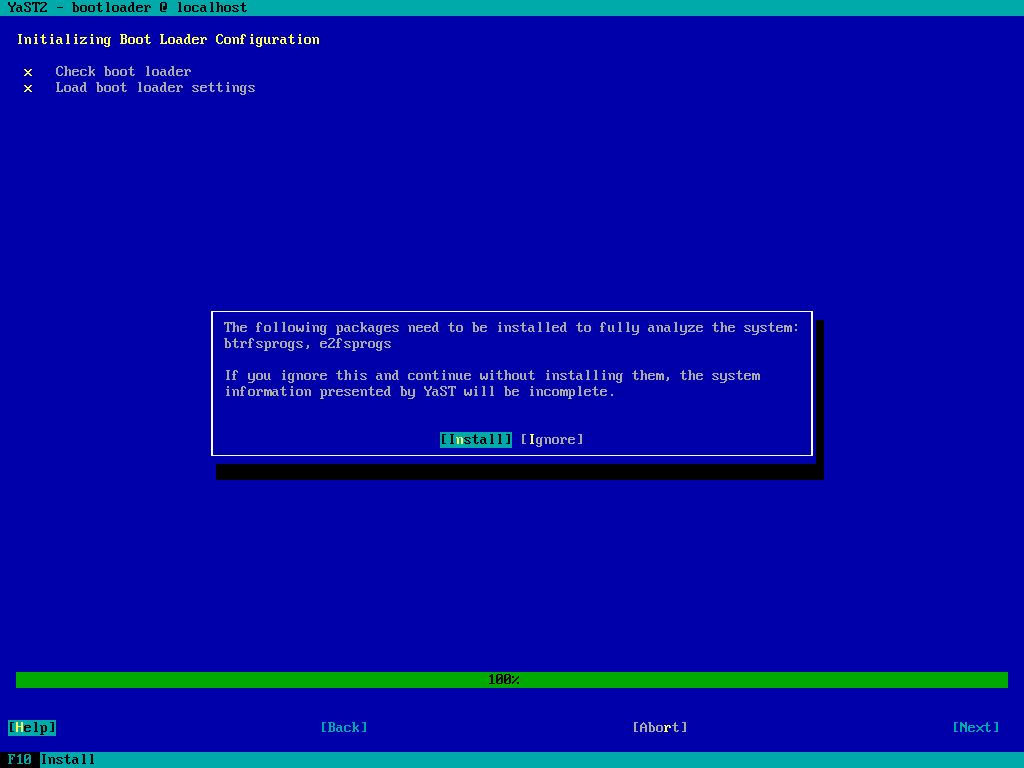 YaST2 - bootloader @ localhost
Initializing Boot Loader Configuration
x Check boot loader
x Load boot loader settings
The following packages need to be installed to fully analyze the system:
btrfsprogs, e2fsprogs
If you ignore this and continue without installing them, the system
information presented by YaST will be incomplete.
[Install] [Ignore]
100%
[Help] [Back] [Abort] [Next]
F10 Install